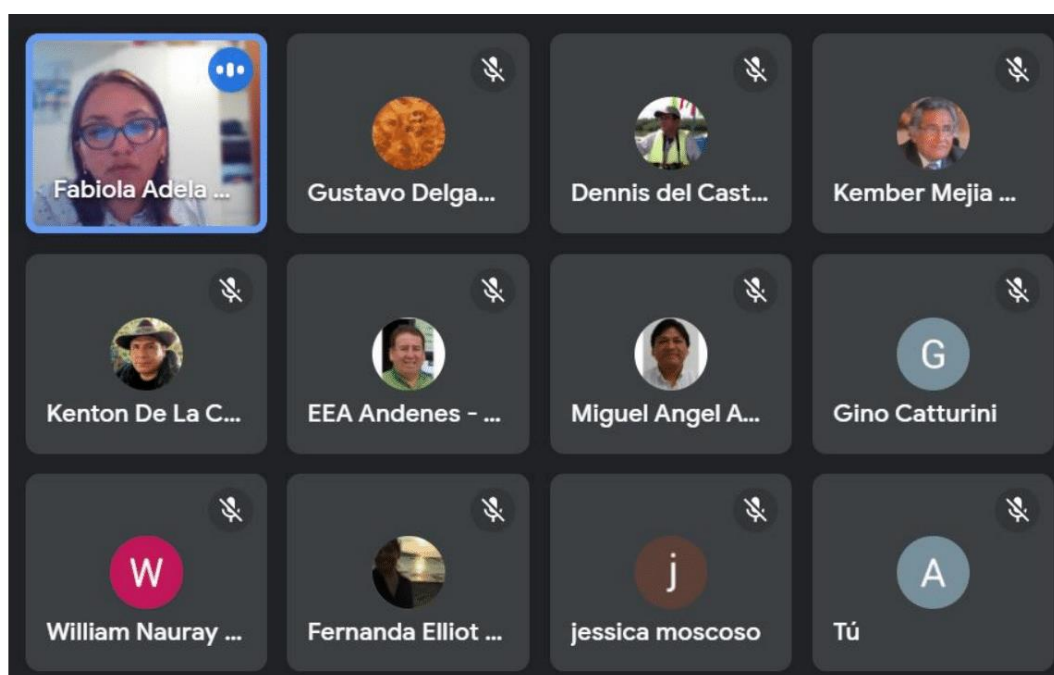 Fabiola Adela ...
Gustavo Delga...
Dennis del Cast...
Kember Mejia ...
Kenton De La C...
EEA Andenes - ...
Miguel Angel A...
G
Gino Catturini
W
William Nauray ...
Fernanda Elliot ...
j
jessica moscoso
A
Tú